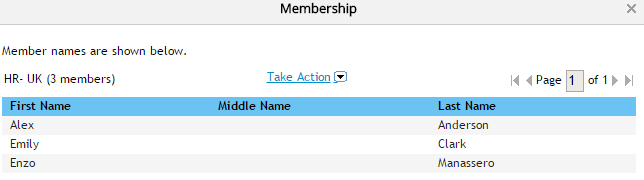 Membership
Member names are shown below.
HR- UK (3 members) Take Action Page 1 of 1
First Name Middle Name Last Name
Alex Anderson
Emily Clark
Enzo Manassero